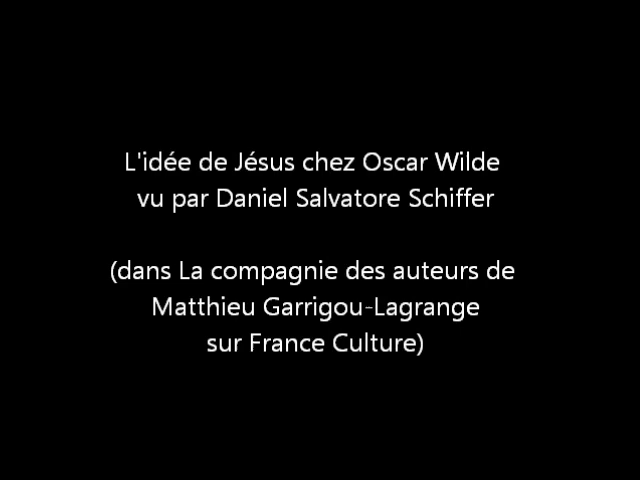 L'idée de Jésus chez Oscar Wilde
vu par Daniel Salvatore Schiffer
(dans La compagnie des auteurs de
Matthieu Garrigou-Lagrange
sur France Culture)